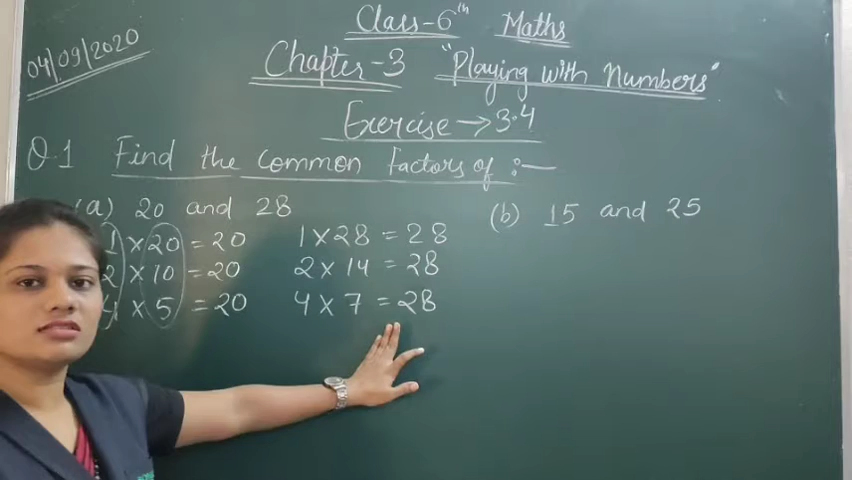 Class-6th Maths
04/09/2020
Chapter-3 "Playing with Numbers"
Exercise → 3.4
Q.1 Find the common factors of :—
(a) 20 and 28 (b) 15 and 25
1 × 20 = 20 1 × 28 = 28
2 × 10 = 20 2 × 14 = 28
4 × 5 = 20 4 × 7 = 28